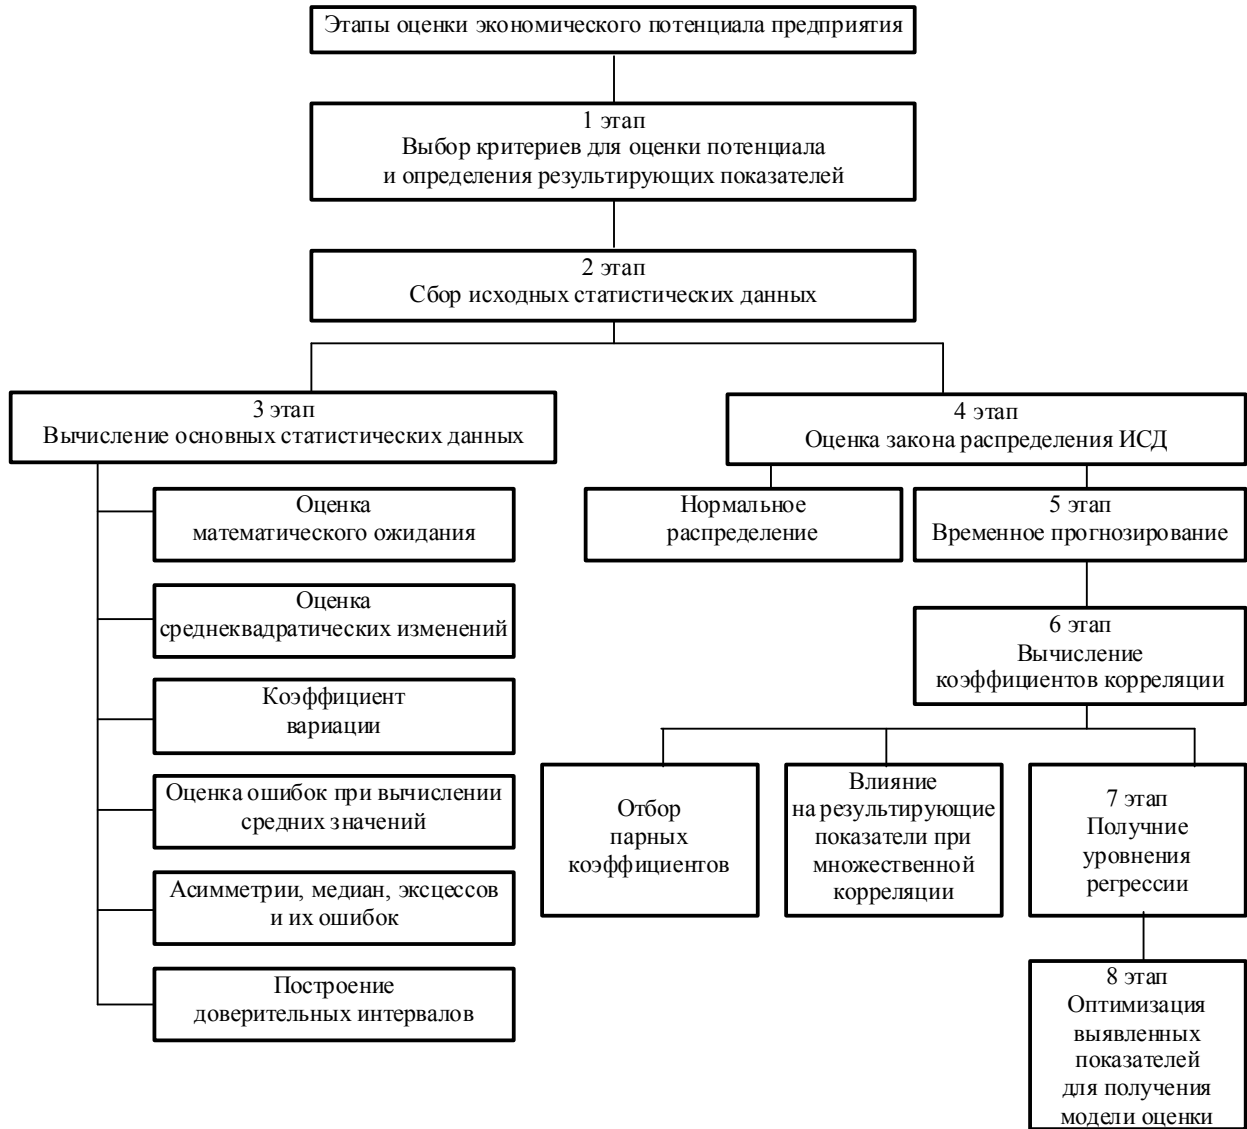 Этапы оценки экономического потенциала предприятия
1 этап
Выбор критериев для оценки потенциала
и определения результирующих показателей
2 этап
Сбор исходных статистических данных
3 этап
Вычисление основных статистических данных
Оценка
математического ожидания
Оценка
среднеквадратических изменений
Коэффициент
вариации
Оценка ошибок при вычислении
средних значений
Асимметрии, медиан, эксцессов
и их ошибок
Построение
доверительных интервалов
4 этап
Оценка закона распределения ИСД
Нормальное
распределение
5 этап
Временное прогнозирование
6 этап
Вычисление
коэффициентов корреляции
Отбор
парных
коэффициентов
Влияние
на результирующие
показатели при
множественной
корреляции
7 этап
Получние
уровнения
регрессии
8 этап
Оптимизация
выявленных
показателей
для получения
модели оценки